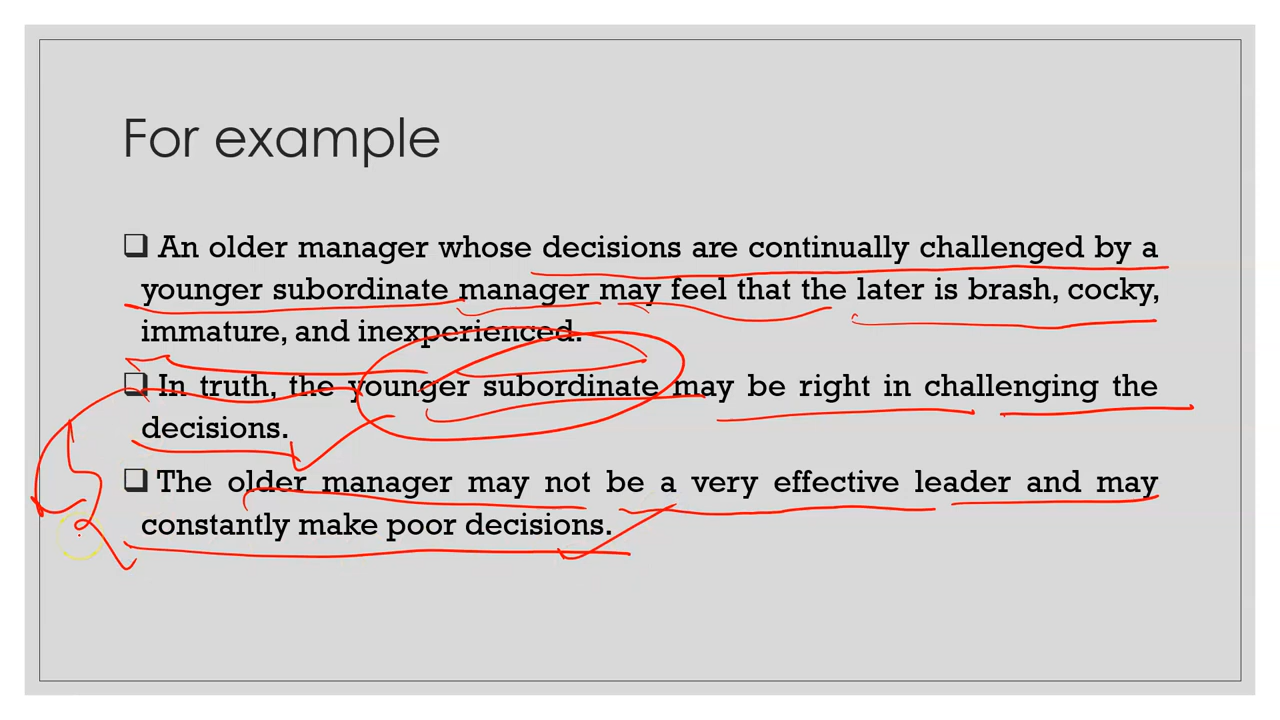 For example
❑ An older manager whose decisions are continually challenged by a
younger subordinate manager may feel that the later is brash, cocky,
immature, and inexperienced.
❑ In truth, the younger subordinate may be right in challenging the
decisions.
❑ The older manager may not be a very effective leader and may
constantly make poor decisions.